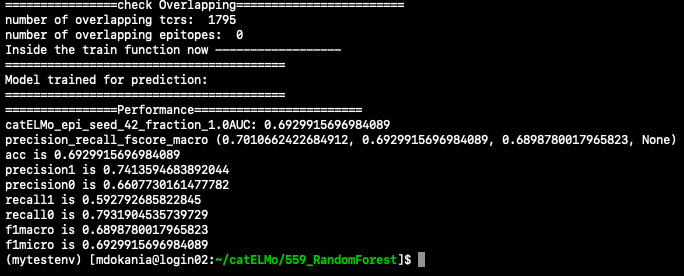 ================check Overlapping========================
number of overlapping tcrs:  1795
number of overlapping epitopes:  0
Inside the train function now ------------------
========================================
Model trained for prediction:
========================================
================Performance========================
catELMo_epi_seed_42_fraction_1.0AUC: 0.6929915696984089
precision_recall_fscore_macro (0.7010662422684912, 0.6929915696984089, 0.6898780017965823, None)
acc is 0.6929915696984089
precision1 is 0.7413594683892044
precision0 is 0.6607730161477782
recall1 is 0.592792685822845
recall0 is 0.7931904535739729
f1macro is 0.6898780017965823
f1micro is 0.6929915696984089
(mytestenv) [mdokania@login02:~/catELMo/559_RandomForest]$